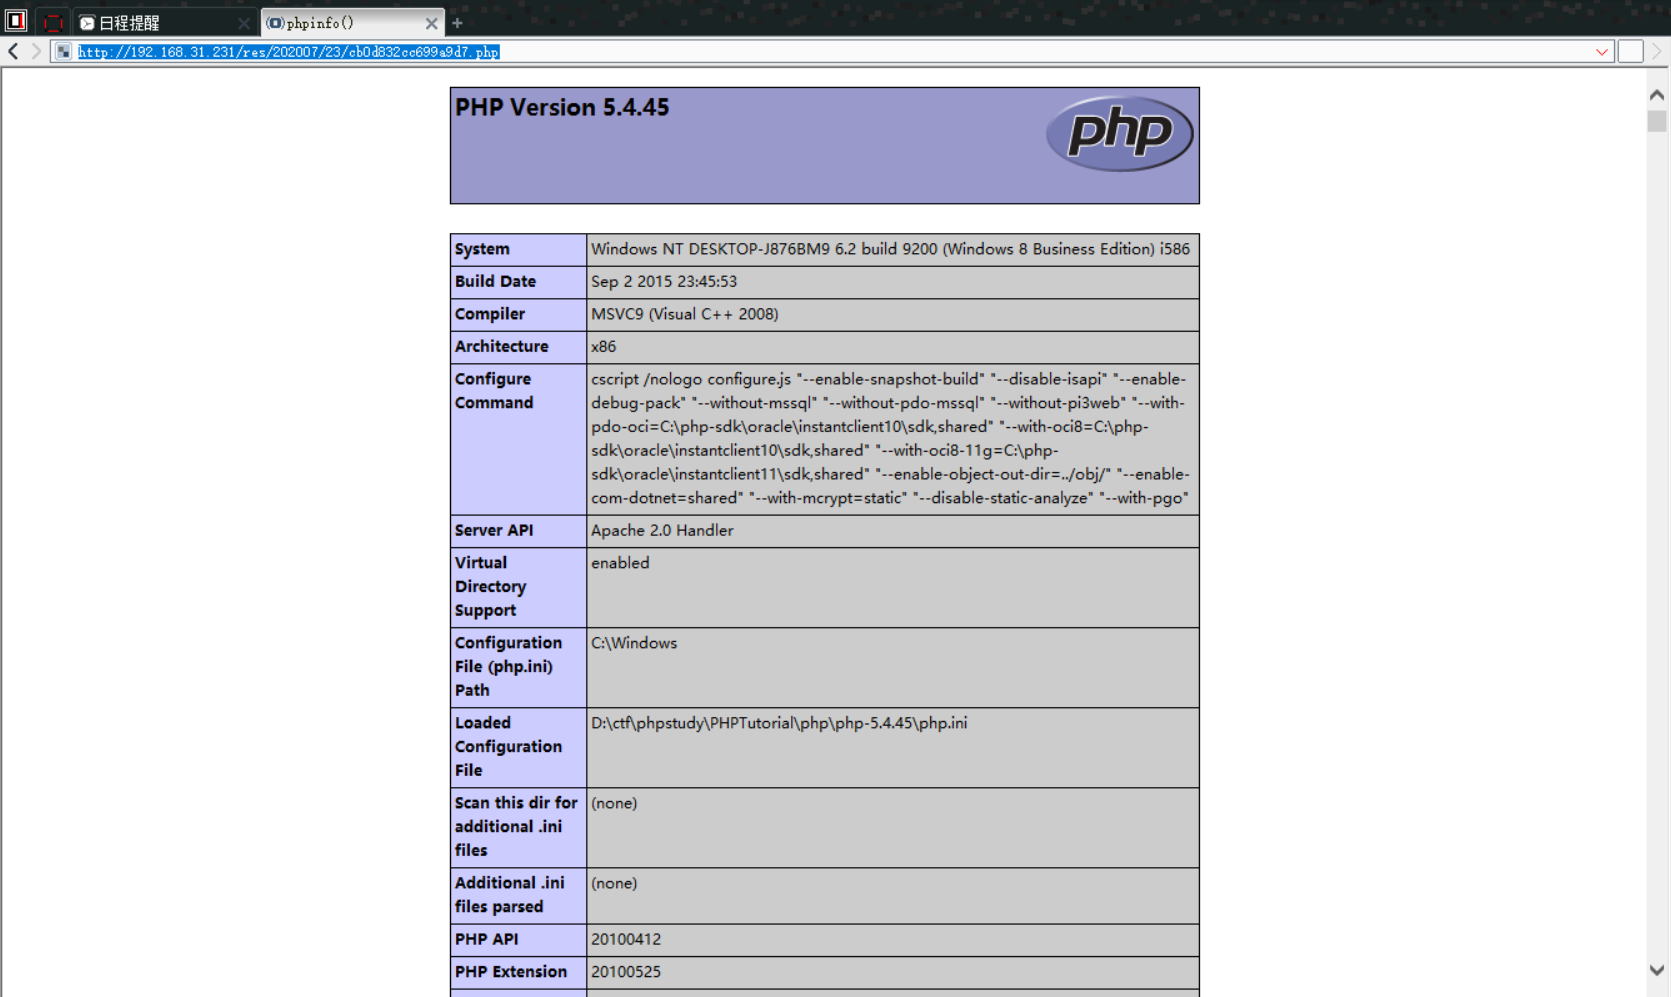 日程提醒
phpinfo()
http://192.168.31.231/res/202007/23/cb0d832cc699a9d7.php
PHP Version 5.4.45
php
System
Windows NT DESKTOP-J876BM9 6.2 build 9200 (Windows 8 Business Edition) i586
Build Date
Sep 2 2015 23:45:53
Compiler
MSVC9 (Visual C++ 2008)
Architecture
x86
Configure
Command
cscript /nologo configure.js "--enable-snapshot-build" "--disable-isapi" "--enable-
debug-pack" "--without-mssql" "--without-pdo-mssql" "--without-pi3web" "--with-
pdo-oci=C:\php-sdk\oracle\instantclient10\sdk,shared" "--with-oci8=C:\php-
sdk\oracle\instantclient10\sdk,shared" "--with-oci8-11g=C:\php-
sdk\oracle\instantclient11\sdk,shared" "--enable-object-out-dir=../obj/" "--enable-
com-dotnet=shared" "--with-mcrypt=static" "--disable-static-analyze" "--with-pgo"
Server API
Apache 2.0 Handler
Virtual
Directory
Support
enabled
Configuration
File (php.ini)
Path
C:\Windows
Loaded
Configuration
File
D:\ctf\phpstudy\PHPTutorial\php\php-5.4.45\php.ini
Scan this dir for
additional .ini
files
(none)
Additional .ini
files parsed
(none)
PHP API
20100412
PHP Extension
20100525